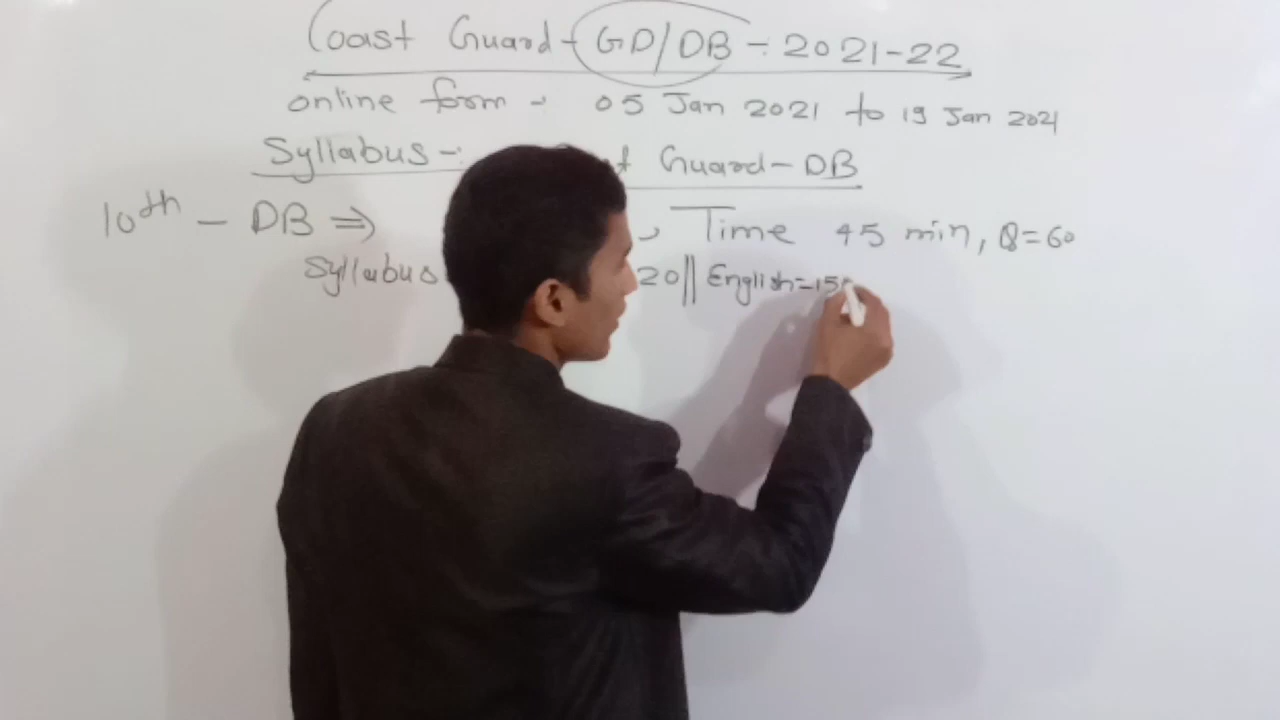 Coast Guard - GD/DB -: 2021-22
online form -. 05 Jan 2021 to 19 Jan 2021
Syllabus -: Guard - DB
10th - DB ⇒ , Time 45 min, Q=60
Syllabus 20 || English = 15